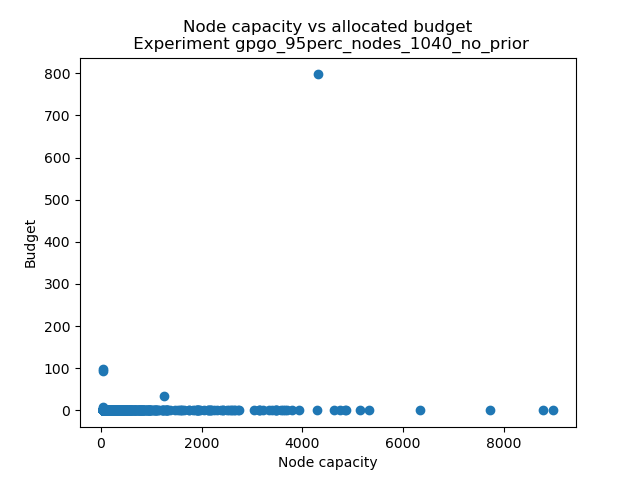 Node capacity vs allocated budget
Experiment gpgo_95perc_nodes_1040_no_prior
800
700
600
500
400
300
200
100
0
Budget
0 2000 4000 6000 8000
Node capacity